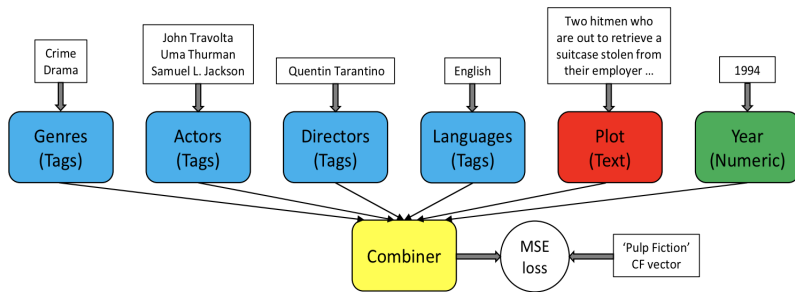 Crime
Drama
John Travolta
Uma Thurman
Samuel L. Jackson
Quentin Tarantino
English
Two hitmen who
are out to retrieve a
suitcase stolen from
their employer ...
1994
Genres
(Tags)
Actors
(Tags)
Directors
(Tags)
Languages
(Tags)
Plot
(Text)
Year
(Numeric)
Combiner
MSE
loss
‘Pulp Fiction’
CF vector